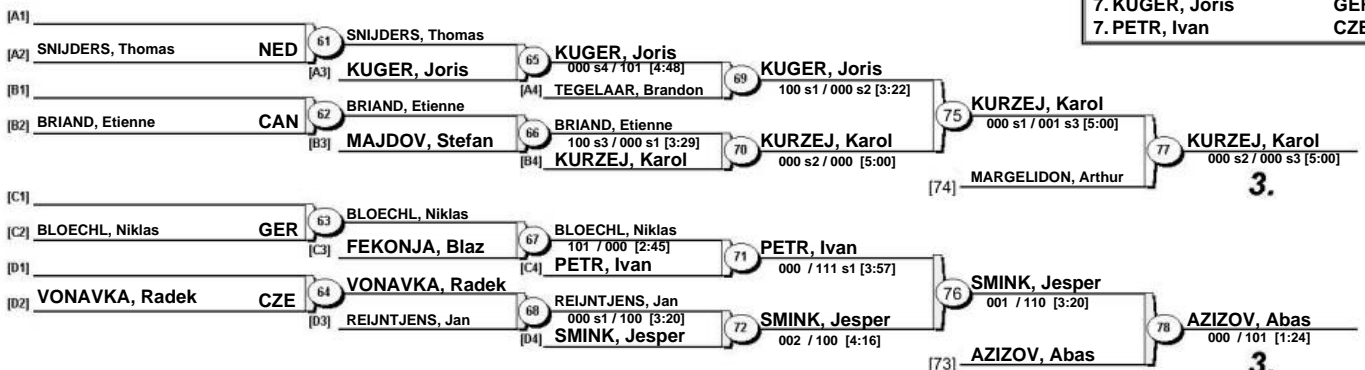 7. KUGER, Joris GER
7. PETR, Ivan CZE
[A1]
[A2] SNIJDERS, Thomas NED
61 SNIJDERS, Thomas
[A3] KUGER, Joris
65 KUGER, Joris
000 s4 / 101 [4:48]
[A4] TEGELAAR, Brandon
69 KUGER, Joris
100 s1 / 000 s2 [3:22]
[B1]
[B2] BRIAND, Etienne CAN
62 BRIAND, Etienne
[B3] MAJDOV, Stefan
66 BRIAND, Etienne
100 s3 / 000 s1 [3:29]
[B4] KURZEJ, Karol
70 KURZEJ, Karol
000 s2 / 000 [5:00]
75 KURZEJ, Karol
000 s1 / 001 s3 [5:00]
[74] MARGELIDON, Arthur
77 KURZEJ, Karol
000 s2 / 000 s3 [5:00]
3.
[C1]
[C2] BLOECHL, Niklas GER
63 BLOECHL, Niklas
[C3] FEKONJA, Blaz
67 BLOECHL, Niklas
101 / 000 [2:45]
[C4] PETR, Ivan
71 PETR, Ivan
000 / 111 s1 [3:57]
[D1]
[D2] VONAVKA, Radek CZE
64 VONAVKA, Radek
[D3] REIJNTJENS, Jan
68 REIJNTJENS, Jan
000 s1 / 100 [3:20]
[D4] SMINK, Jesper
72 SMINK, Jesper
002 / 100 [4:16]
76 SMINK, Jesper
001 / 110 [3:20]
[73] AZIZOV, Abas
78 AZIZOV, Abas
000 / 101 [1:24]
3.